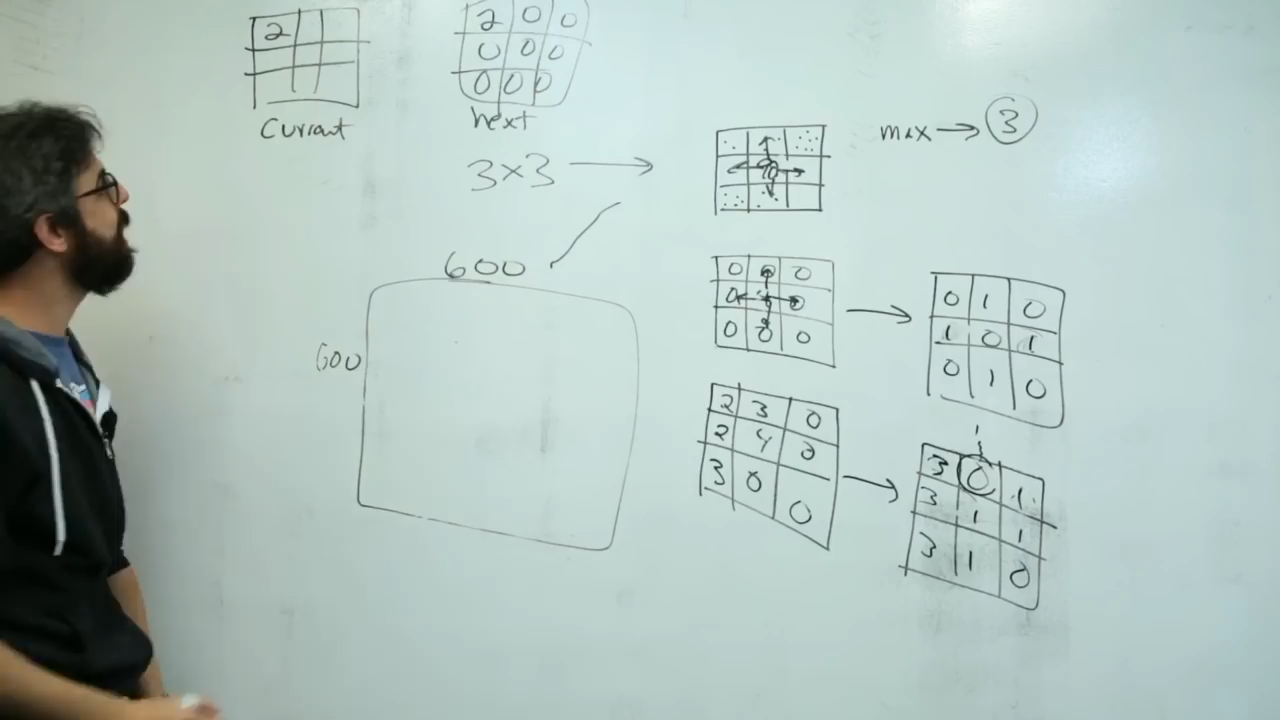 2
Current
2 0 0
0 0 0
0 0 0
next
3×3
max → 3
600
600
0 0 0
0 0
0 0 0
0 1 0
1 0 1
0 1 0
2 3 0
2 4 0
3 0 0
3 0 1
3 1 1
3 1 0